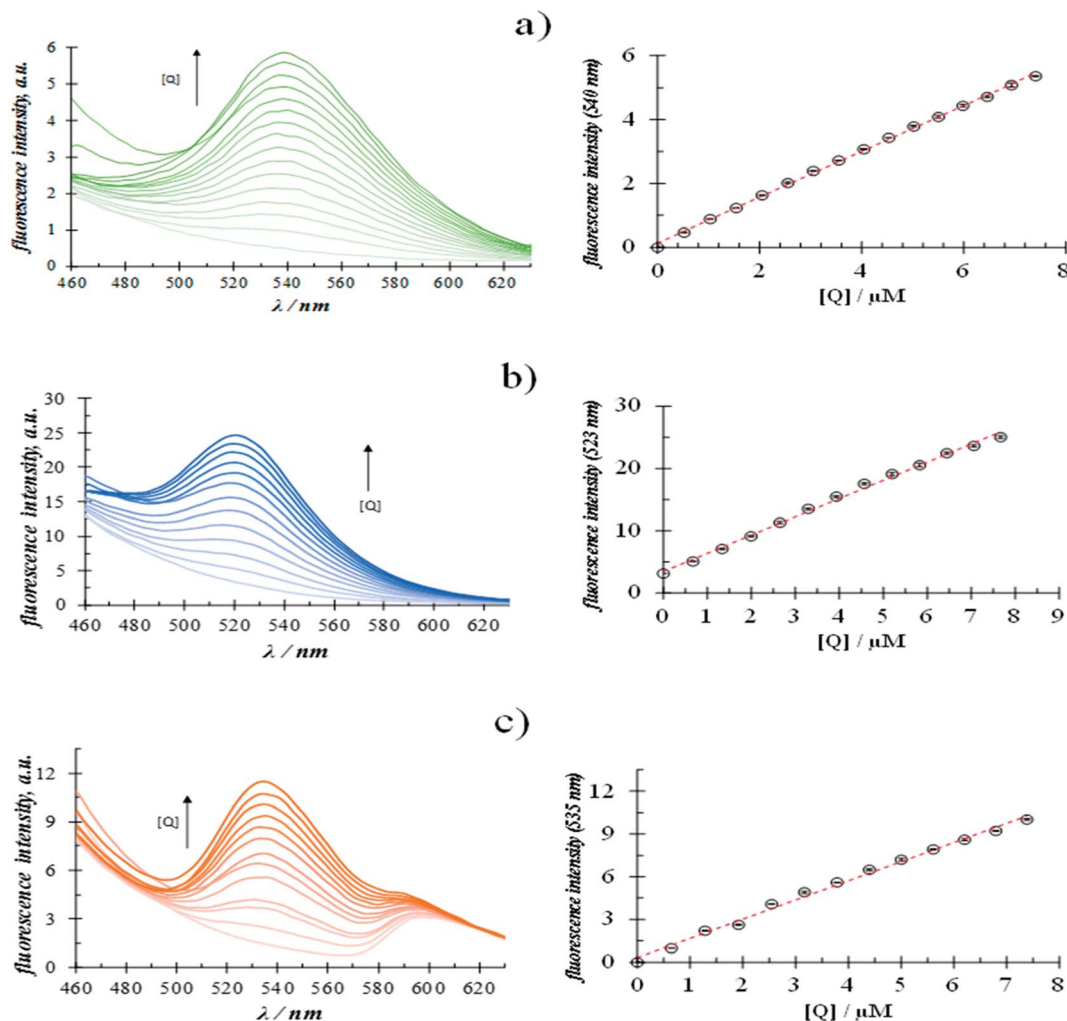 a)
fluorescence intensity, a.u.
6
5
4
3
2
1
0
[Q]
460 480 500 520 540 560 580 600 620
λ / nm
fluorescence intensity (540 nm)
6
4
2
0
0 2 4 6 8
[Q] / μM
b)
fluorescence intensity, a.u.
30
25
20
15
10
5
0
[Q]
460 480 500 520 540 560 580 600 620
λ / nm
fluorescence intensity (523 nm)
30
20
10
0
0 1 2 3 4 5 6 7 8 9
[Q] / μM
c)
fluorescence intensity, a.u.
12
9
6
3
0
[Q]
460 480 500 520 540 560 580 600 620
λ / nm
fluorescence intensity (535 nm)
12
9
6
3
0
0 1 2 3 4 5 6 7 8
[Q] / μM